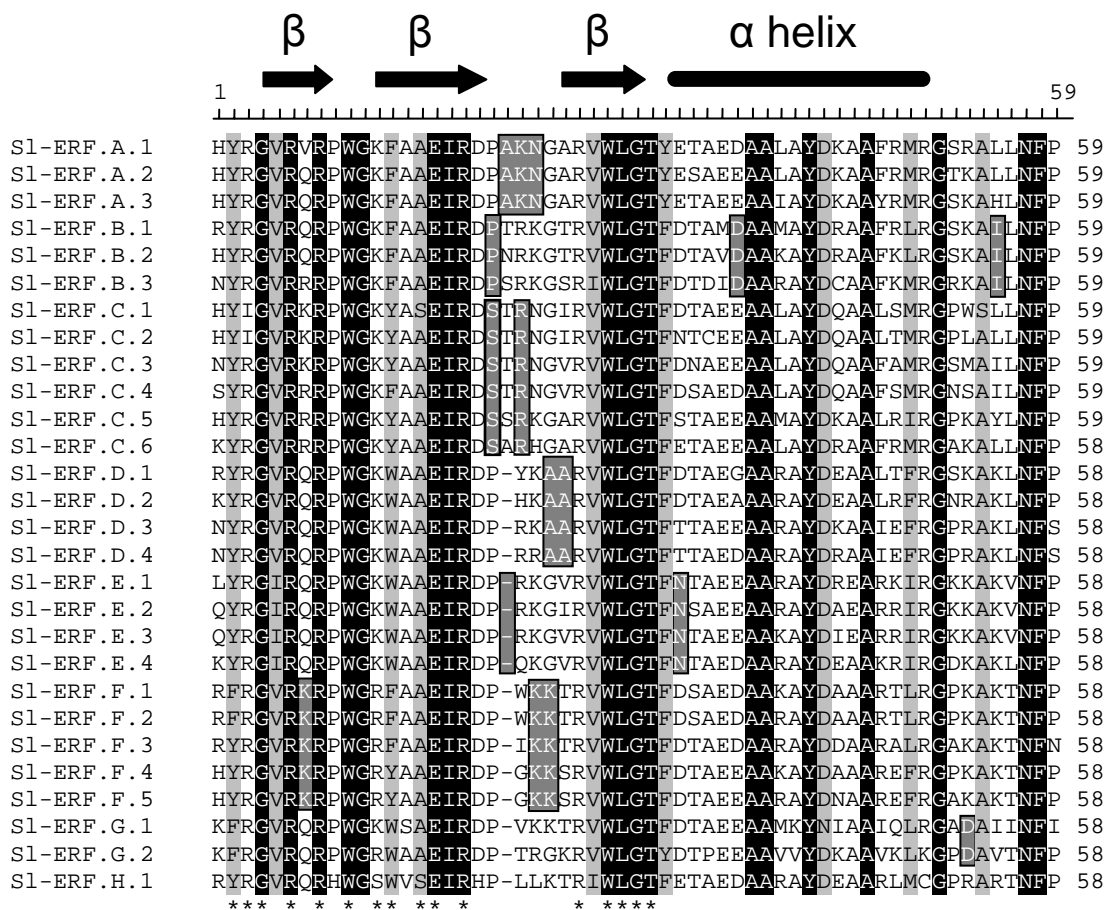 β β β α helix
1 59
Sl-ERF.A.1 HYRGVRVRPWGKFAAEIRDPAKNGARVWLGTYETAEDAALAYDKAAFRMRGSRALLNFP 59
Sl-ERF.A.2 HYRGVRQRPWGKFAAEIRDPAKNGARVWLGTYESAEEAALAYDKAAFRMRGTKALLNFP 59
Sl-ERF.A.3 HYRGVRQRPWGKFAAEIRDPAKNGARVWLGTYETAEEAAIAYDKAAYRMRGSKAHLNFP 59
Sl-ERF.B.1 RYRGVRQRPWGKFAAEIRDPTRKGTRVWLGTFDTAMDAAMAYDRAAFRLRGSKAILNFP 59
Sl-ERF.B.2 HYRGVRQRPWGKFAAEIRDPNRKGTRVWLGTFDTAVDAAKAYDRAAFKLRGSKAILNFP 59
Sl-ERF.B.3 NYRGVRRRPWGKFAAEIRDPSRKGSRIWLGTFDTDIDAARAYDCAAFKMRGRKAILNFP 59
Sl-ERF.C.1 HYIGVRKRPWGKYASEIRDSTRNGIRVWLGTFDTAEEAALAYDQAALSMRGPWSLLNFP 59
Sl-ERF.C.2 HYIGVRKRPWGKYAAEIRDSTRNGIRVWLGTFNTCEEAALAYDQAALTMRGPLALLNFP 59
Sl-ERF.C.3 NYRGVRKRPWGKYAAEIRDSTRNGVRVWLGTFDNAEEAALAYDQAAFAMRGSMAILNFP 59
Sl-ERF.C.4 SYRGVRRRPWGKFAAEIRDSTRNGVRVWLGTFDSAEDAALAYDQAAFSMRGNSAILNFP 59
Sl-ERF.C.5 HYRGVRRRPWGKYAAEIRDSSRKGARVWLGTFSTAEEAAMAYDKAALRIRGPKAYLNFP 59
Sl-ERF.C.6 KYRGVRRRPWGKYAAEIRDSARHGARVWLGTFETAEEAALAYDRAAFRMRGAKALLNFP 58
Sl-ERF.D.1 RYRGVRQRPWGKWAAEIRDP-YKAARVWLGTFDTAEGAARAYDEAALTFRGSKAKLNFP 58
Sl-ERF.D.2 KYRGVRQRPWGKWAAEIRDP-HKAARVWLGTFDTAEAAARAYDEAALRFRGNRAKLNFP 58
Sl-ERF.D.3 NYRGVRQRPWGKWAAEIRDP-RKAARVWLGTFTTAEEAARAYDKAAIEFRGPRAKLNFS 58
Sl-ERF.D.4 KYRGVRQRPWGKWAAEIRDP-RRAARVWLGTFTTAEDAARAYDRAAIEFRGPRAKLNFS 58
Sl-ERF.E.1 LYRGIRQRPWGKWAAEIRDP-RKGVRVWLGTFNTAEEAARAYDREARKIRGKKAKVNFP 58
Sl-ERF.E.2 QYRGIRQRPWGKWAAEIRDP-RKGIRVWLGTFNSAEEAARAYDAEARRIRGKKAKVNFP 58
Sl-ERF.E.3 QYRGIRQRPWGKWAAEIRDP-RKGVRVWLGTFNTAEEAAKAYDIEARRIRGKKAKVNFP 58
Sl-ERF.E.4 KYRGIRQRPWGKWAAEIRDP-QKGVRVWLGTFNTAEDAARAYDEAAKRIRGDKAKLNFP 58
Sl-ERF.F.1 RFRGVRKRPWGRFAAEIRDP-WKKTRVWLGTFDSAEDAAKAYDAAARTLRGPKAKTNFP 58
Sl-ERF.F.2 RFRGVRKRPWGRFAAEIRDP-WKKTRVWLGTFDSAEDAARAYDAAARTLRGPKAKTNFP 58
Sl-ERF.F.3 RYRGVRKRPWGRFAAEIRDP-IKKTRVWLGTFDTAEDAARAYDDAARALRGAKAKTNFN 58
Sl-ERF.F.4 HYRGVRKRPWGRYAAEIRDP-GKKSRVWLGTFDTAEEAAKAYDAAAREFRGPKAKTNFP 58
Sl-ERF.F.5 HYRGVRKRPWGRYAAEIRDP-GKKSRVWLGTFDTAEEAARAYDNAAREFRGAKAKTNFP 58
Sl-ERF.G.1 KFRGVRQRPWGKWSAEIRDP-VKKTRVWLGTFDTAEEAAMKYNIAAIQLRGADAIINFI 58
Sl-ERF.G.2 KFRGVRQRPWGRWAAEIRDP-TRGKRVWLGTYDTPEEAAVVYDKAAVKLKGPDAVTNFP 58
Sl-ERF.H.1 RYRGVRQRHWGSWVSEIRHP-LLKTRIWLGTFETAEDAARAYDEAARLMCGPRARTNFP 58
*** * * * ** ** * * ****